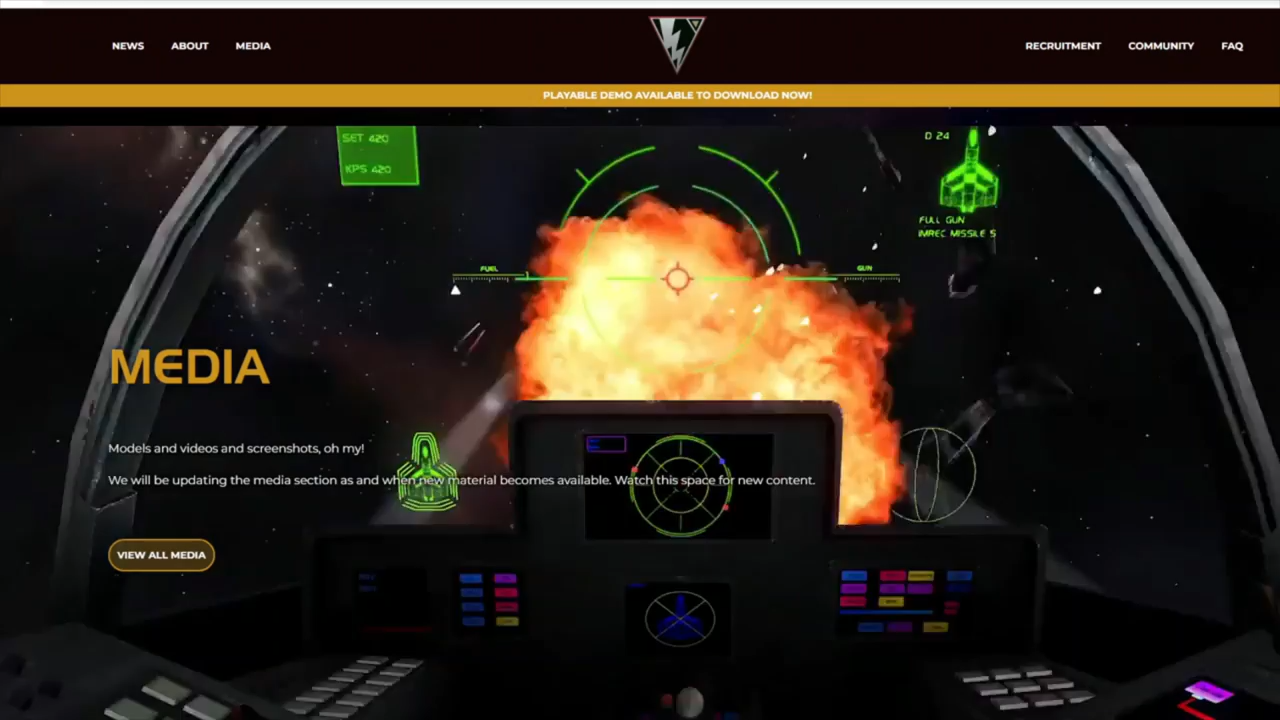 NEWS
ABOUT
MEDIA
RECRUITMENT
COMMUNITY
FAQ
PLAYABLE DEMO AVAILABLE TO DOWNLOAD NOW!
SET 420
KPS 420
D 24
FULL GUN
IMREC MISSILES
FUEL
GUN
MEDIA
Models and videos and screenshots, oh my!
We will be updating the media section as and when new material becomes available. Watch this space for new content.
VIEW ALL MEDIA